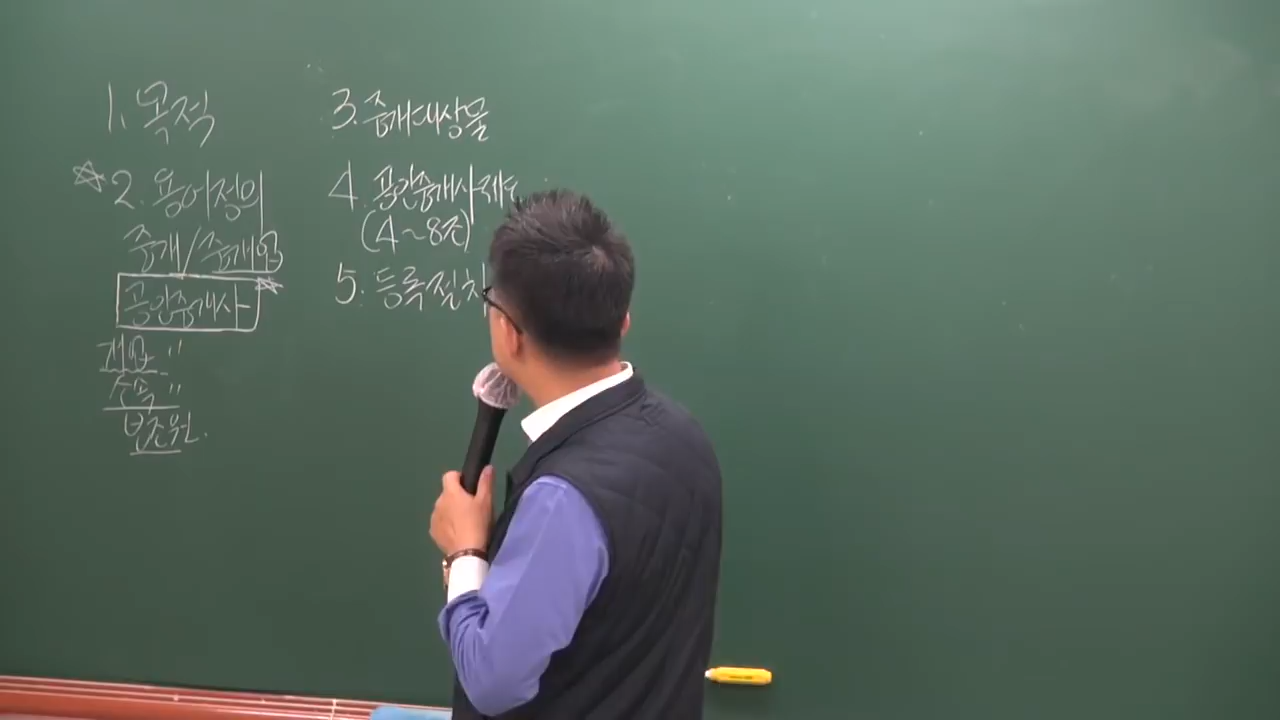 1. 목적
☆2. 용어정의
중개/중개업
공인중개사
개업 〃
소속 〃
보조원.
3. 중개대상물
4. 공인중개사제도
(4~8조)
5. 등록절차